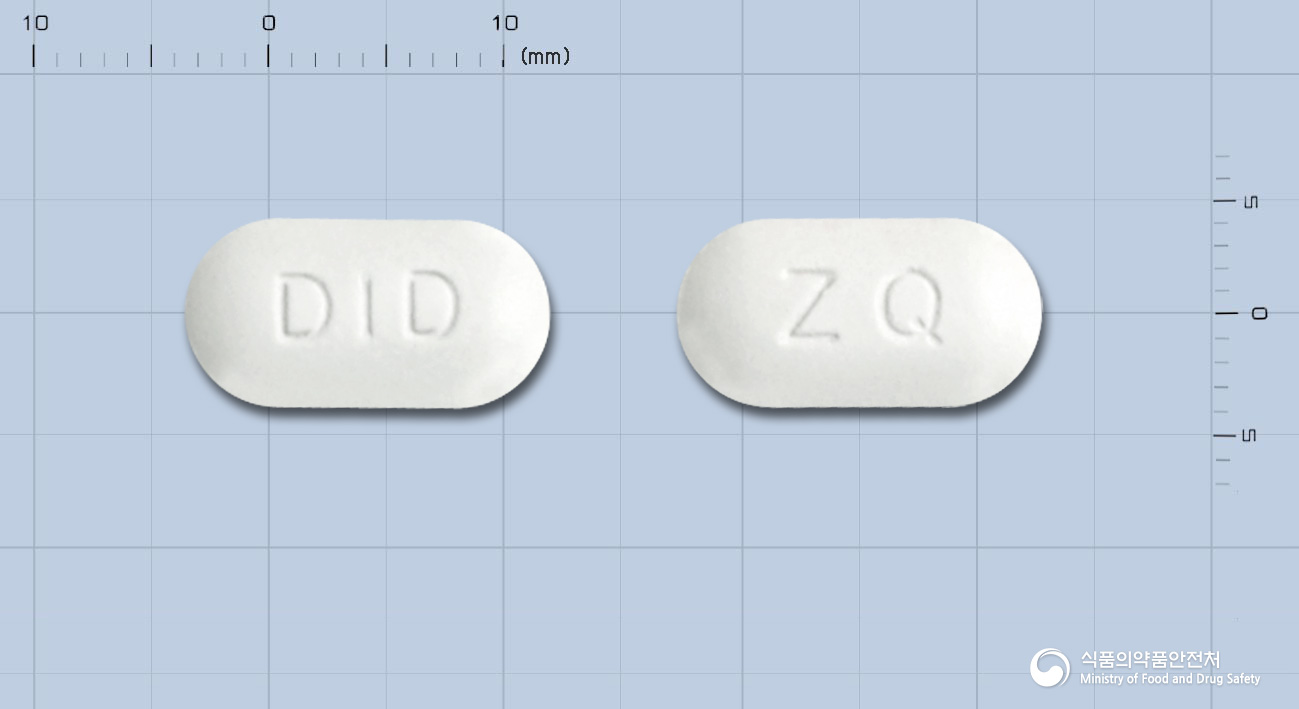 10 0 10
(mm)
5
0
5
DID
ZQ
식품의약품안전처
Ministry of Food and Drug Safety